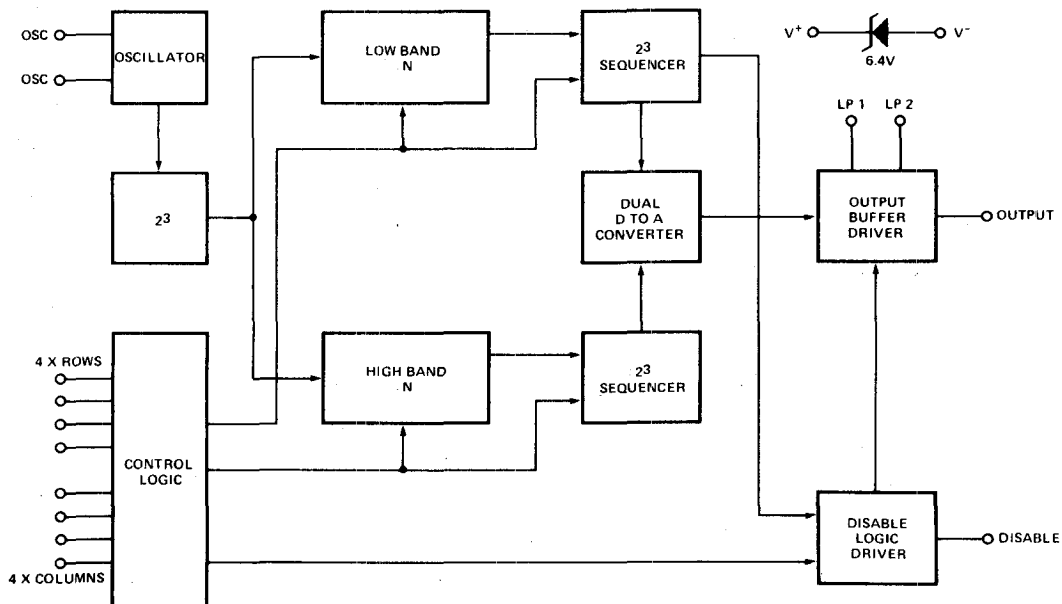 OSC
OSC
OSCILLATOR
2³
LOW BAND
N
2³
SEQUENCER
V⁺
V⁻
6.4V
LP 1
LP 2
DUAL
D TO A
CONVERTER
OUTPUT
BUFFER
DRIVER
OUTPUT
4 X ROWS
4 X COLUMNS
CONTROL
LOGIC
HIGH BAND
N
2³
SEQUENCER
DISABLE
LOGIC
DRIVER
DISABLE